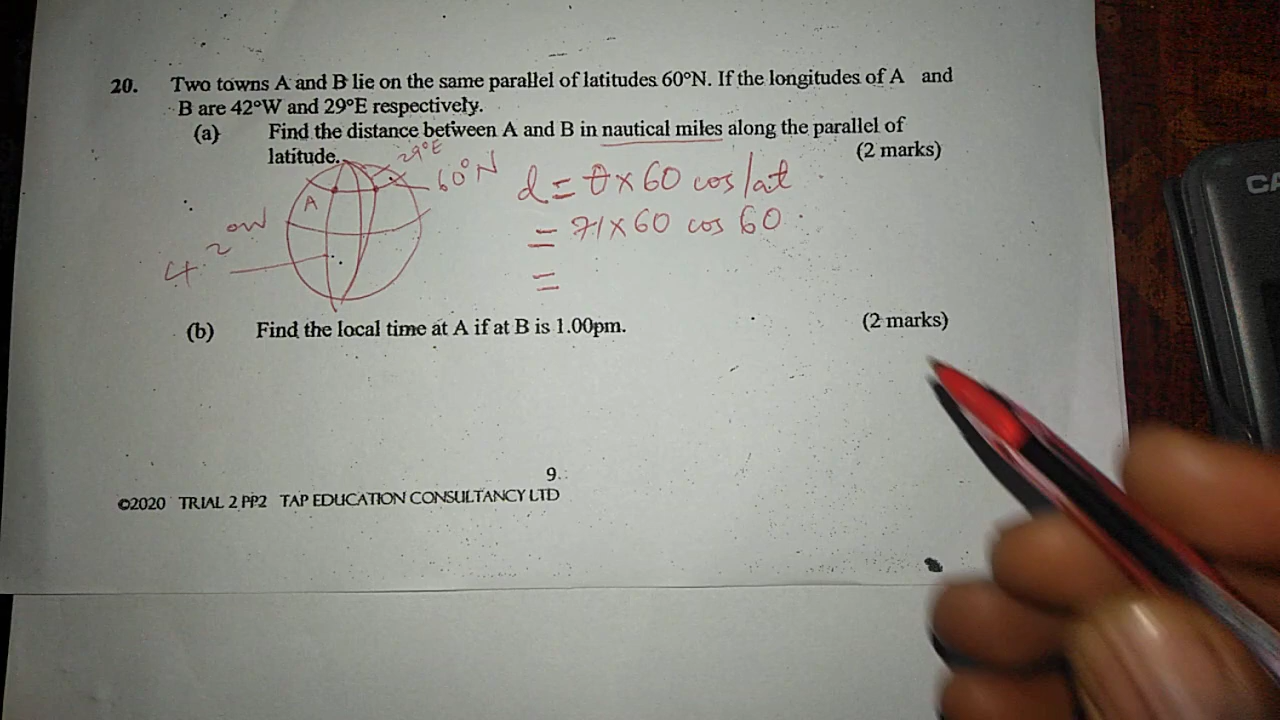 20. Two towns A and B lie on the same parallel of latitudes 60°N. If the longitudes of A and
B are 42°W and 29°E respectively.
(a) Find the distance between A and B in nautical miles along the parallel of
latitude. (2 marks)
29°E
60°N
A
42°W
d = θ × 60 cos lat
= 71 × 60 cos 60
=
(b) Find the local time at A if at B is 1.00pm. (2 marks)
9
©2020 TRIAL 2 PP2 TAP EDUCATION CONSULTANCY LTD
CA